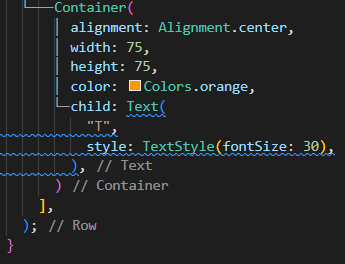 Container(
alignment: Alignment.center,
width: 75,
height: 75,
color: Colors.orange,
child: Text(
"T",
style: TextStyle(fontSize: 30),
), // Text
) // Container
],
); // Row
}